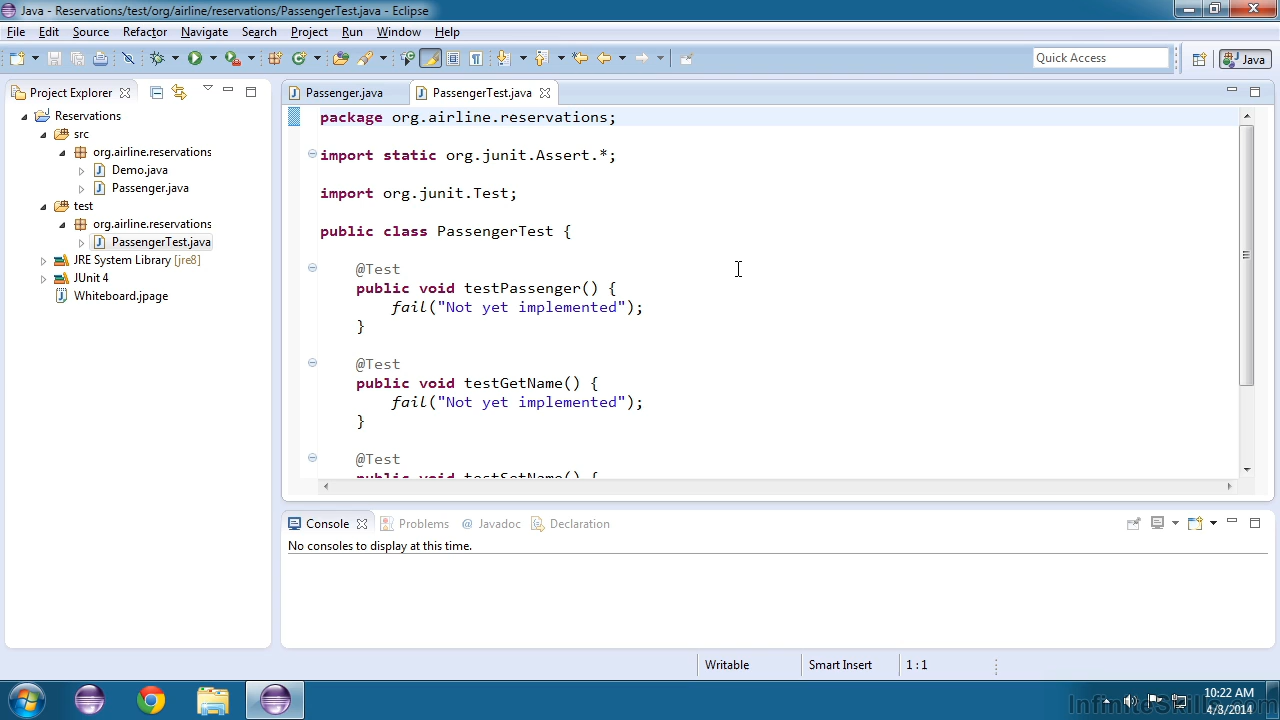 Java - Reservations/test/org/airline/reservations/PassengerTest.java - Eclipse
File Edit Source Refactor Navigate Search Project Run Window Help
Quick Access
Java
Project Explorer
Passenger.java
PassengerTest.java
Reservations
src
org.airline.reservations
Demo.java
Passenger.java
test
org.airline.reservations
PassengerTest.java
JRE System Library [jre8]
JUnit 4
Whiteboard.jpage
package org.airline.reservations;
import static org.junit.Assert.*;
import org.junit.Test;
public class PassengerTest {
@Test
public void testPassenger() {
fail("Not yet implemented");
}
@Test
public void testGetName() {
fail("Not yet implemented");
}
@Test
public void testSetName() {
Console Problems @ Javadoc Declaration
No consoles to display at this time.
Writable Smart Insert 1 : 1
10:22 AM
4/3/2014
InfiniteSkills.com